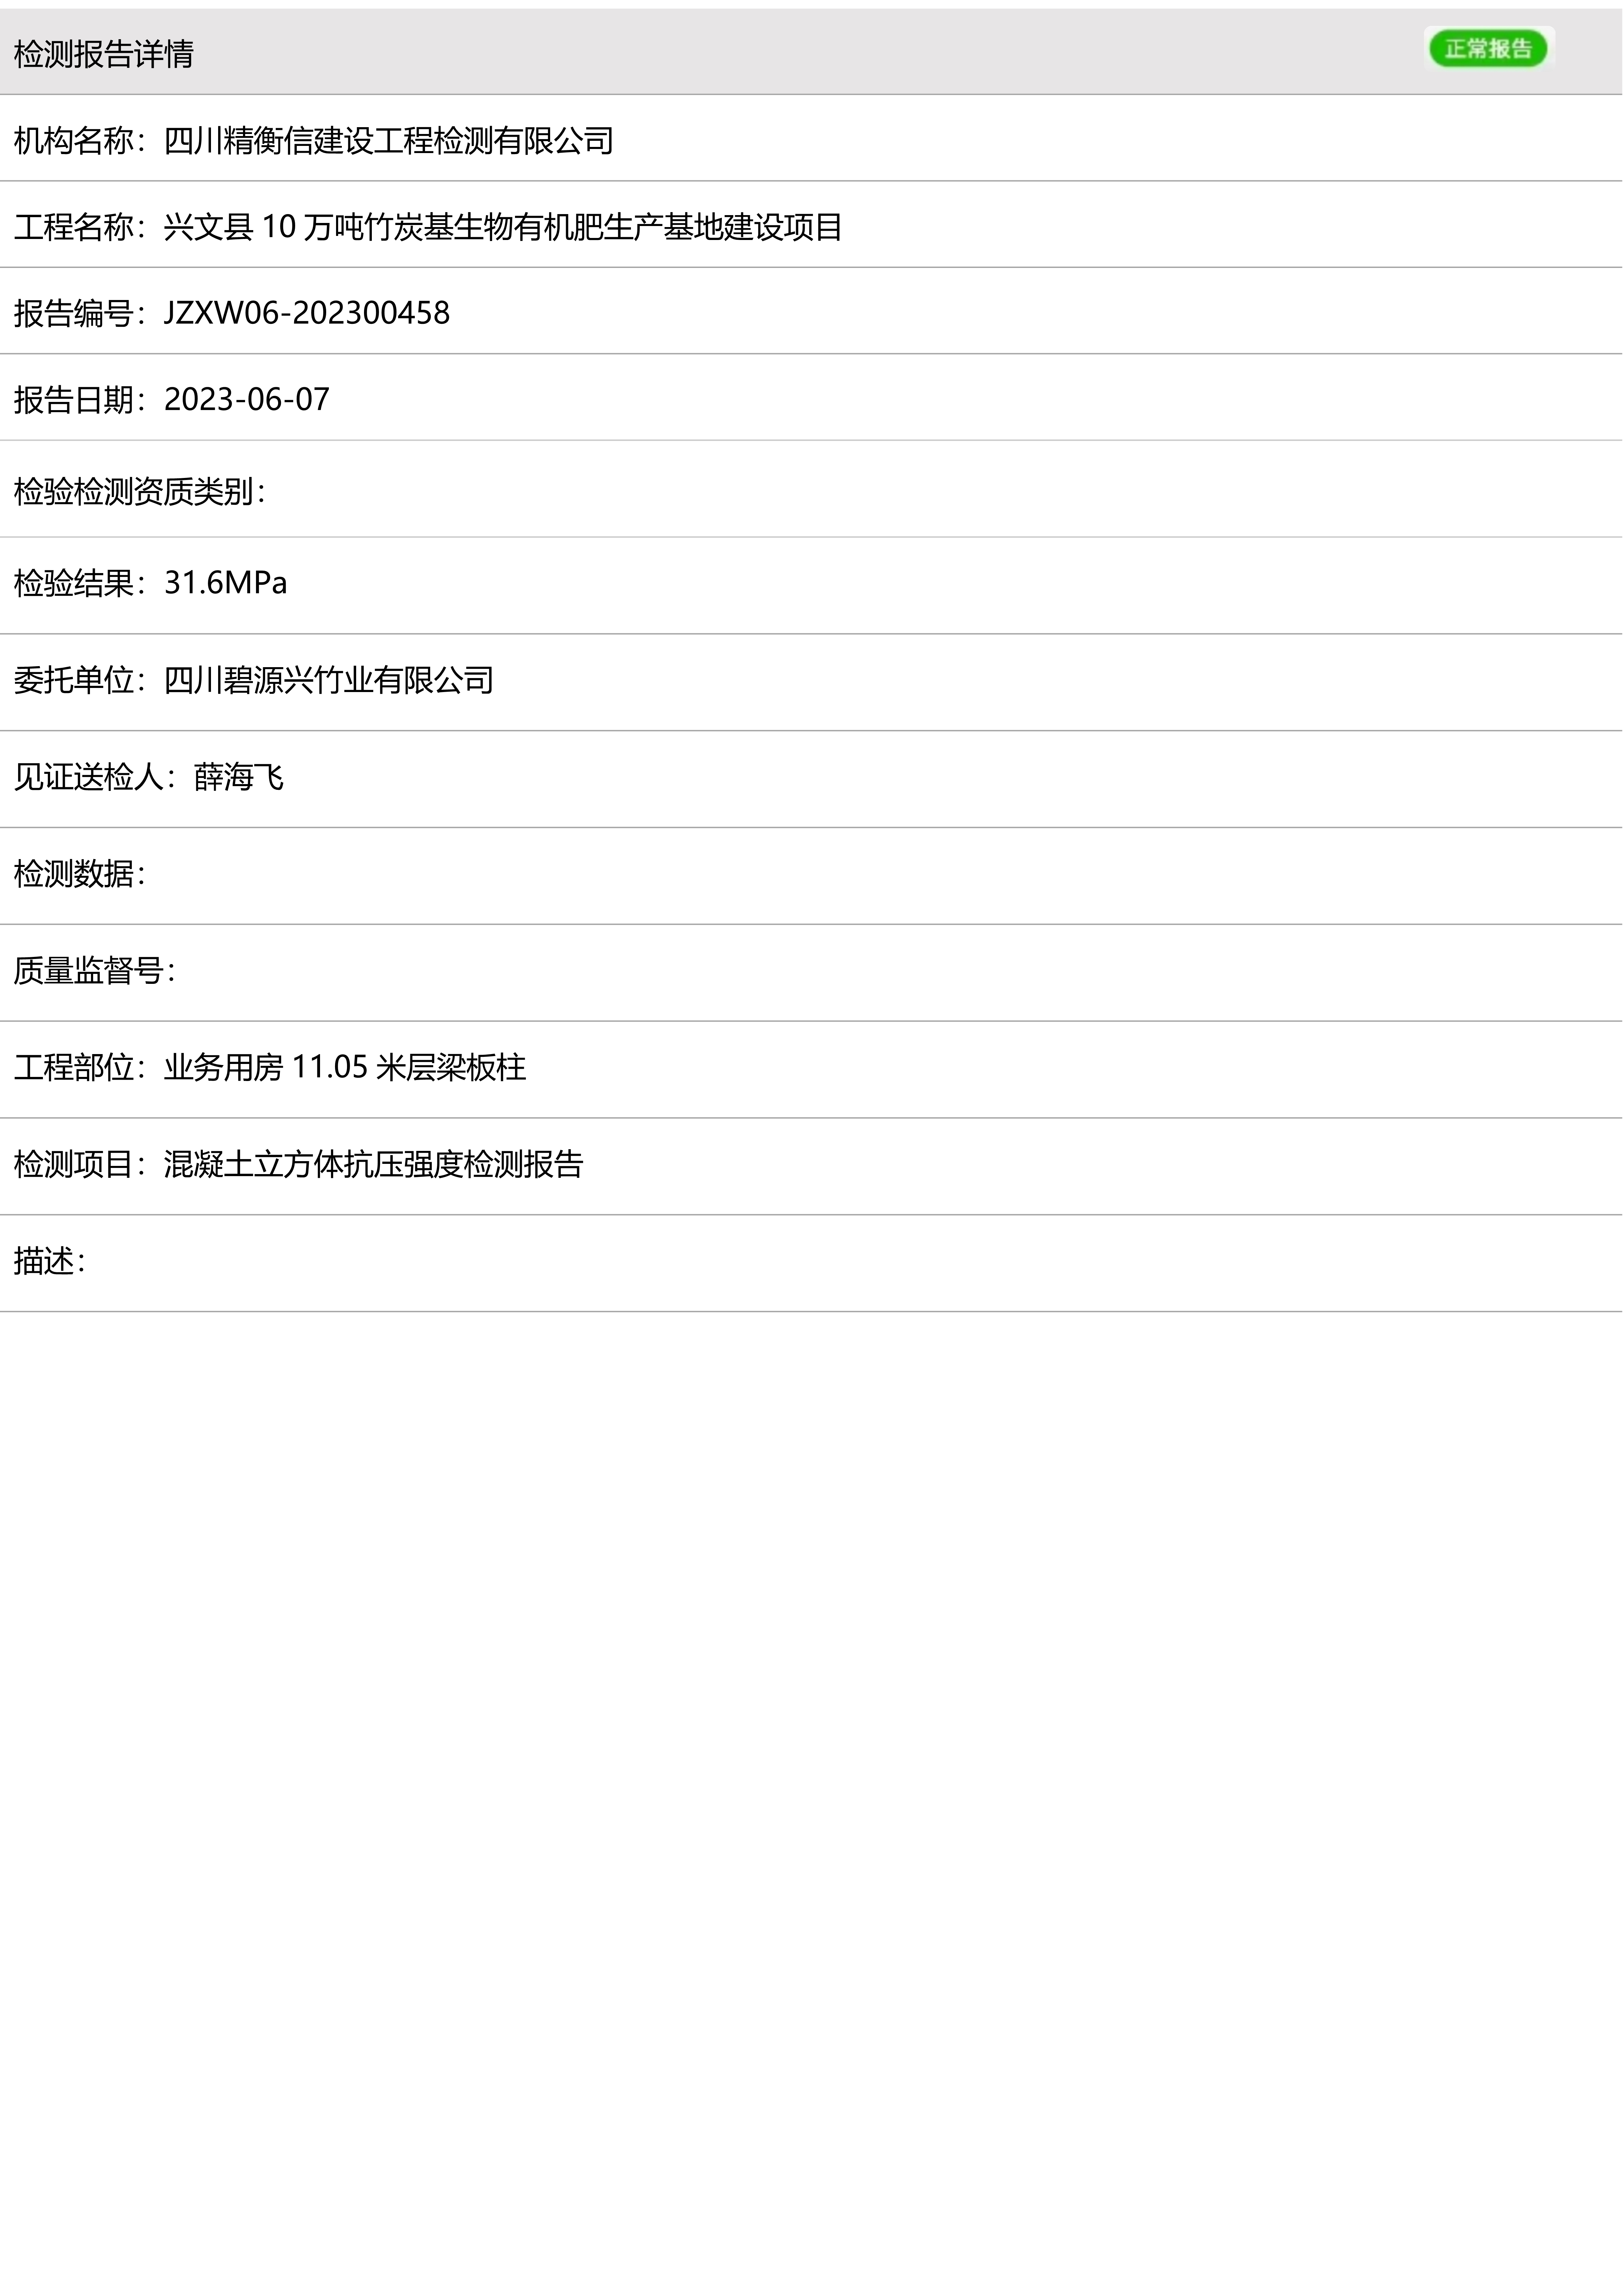 检测报告详情
正常报告
机构名称：四川精衡信建设工程检测有限公司
工程名称：兴文县 10 万吨竹炭基生物有机肥生产基地建设项目
报告编号：JZXW06-202300458
报告日期：2023-06-07
检验检测资质类别：
检验结果：31.6MPa
委托单位：四川碧源兴竹业有限公司
见证送检人：薛海飞
检测数据：
质量监督号：
工程部位：业务用房 11.05 米层梁板柱
检测项目：混凝土立方体抗压强度检测报告
描述：